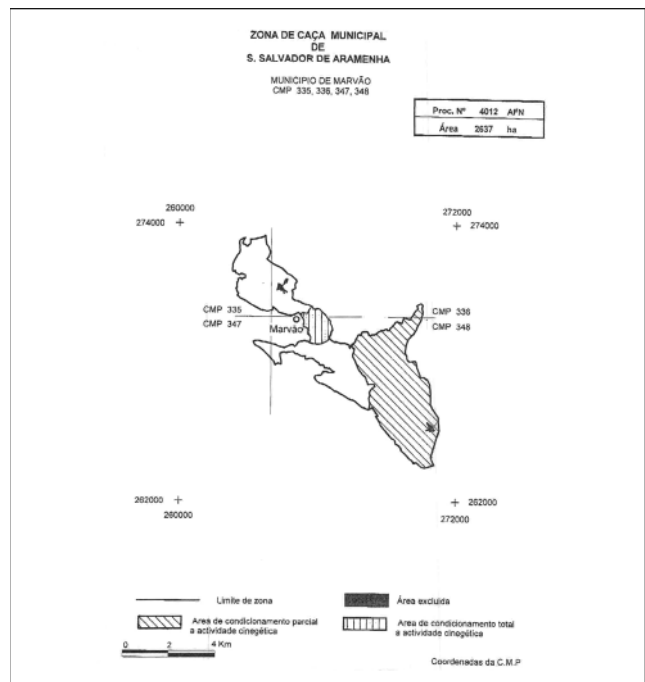 ZONA DE CAÇA MUNICIPAL
DE
S. SALVADOR DE ARAMENHA
MUNICIPIO DE MARVÃO
CMP 335, 336, 347, 348
Proc. Nº 4012 AFN
Área 2637 ha
260000
274000
272000
274000
CMP 335
CMP 347
Marvão
CMP 336
CMP 348
262000
260000
262000
272000
Limite de zona
Área excluida
Area de condicionamento parcial
a actividade cinegética
Area de condicionamento total
a actividade cinegética
0 2 4 Km
Coordenadas da C.M.P